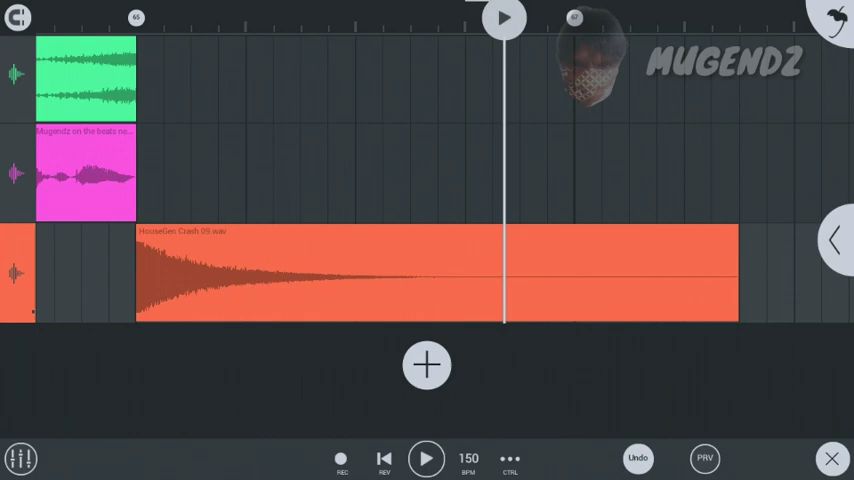 65
67
MUGENDZ
Mugendz on the beats ne...
HouseGen Crash 09.wav
150
REC
REV
BPM
CTRL
Undo
PRV